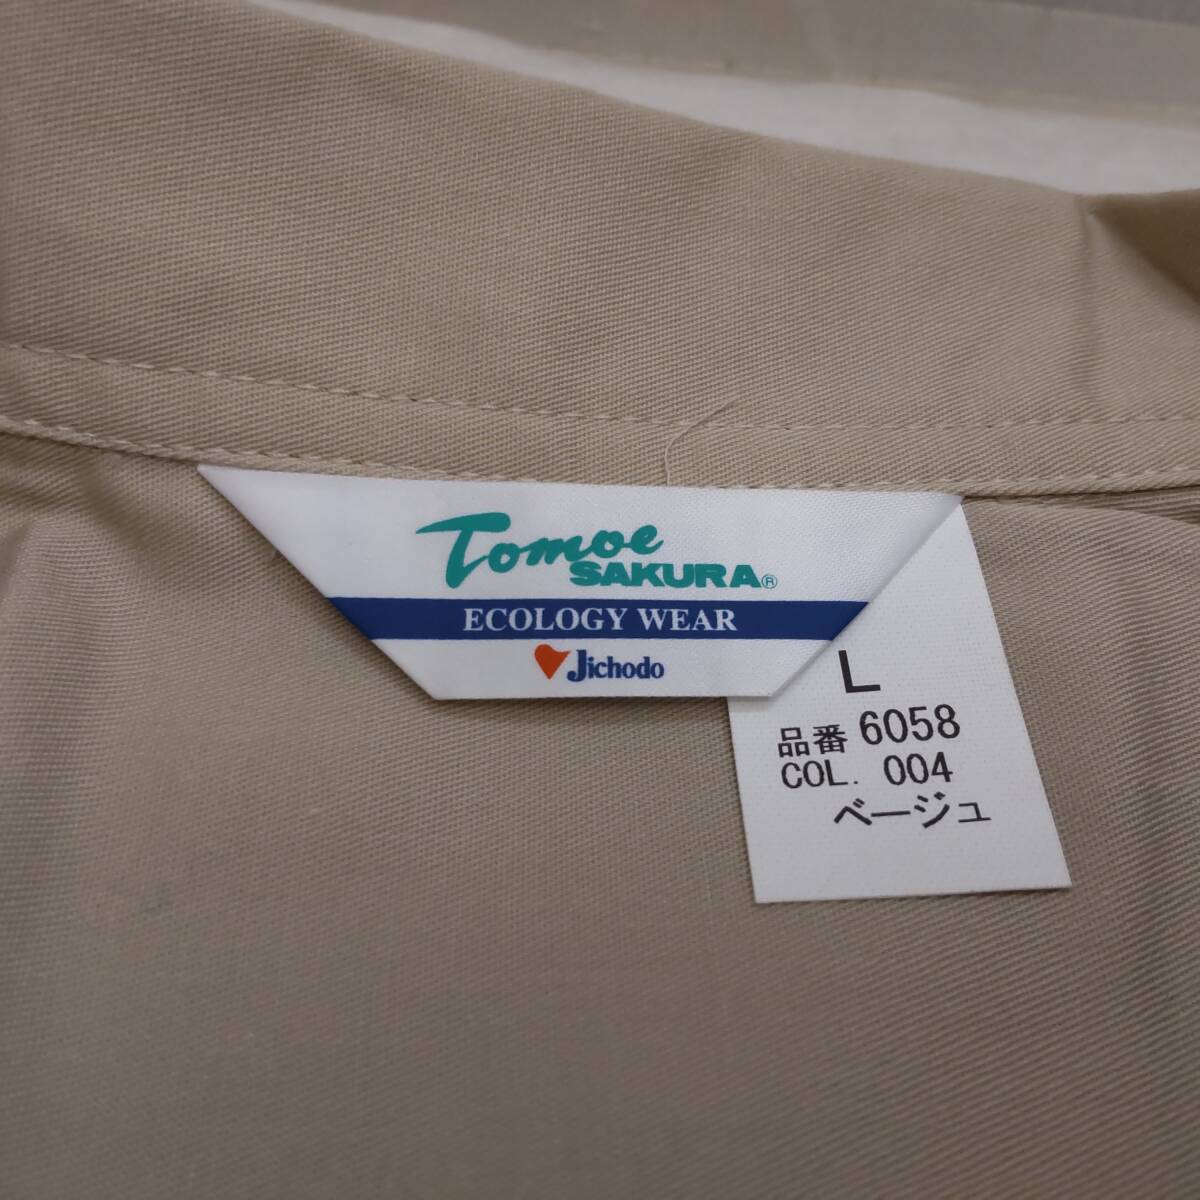 Tomoe
SAKURA®
ECOLOGY WEAR
Jichodo
L
品番 6058
COL. 004
ベージュ